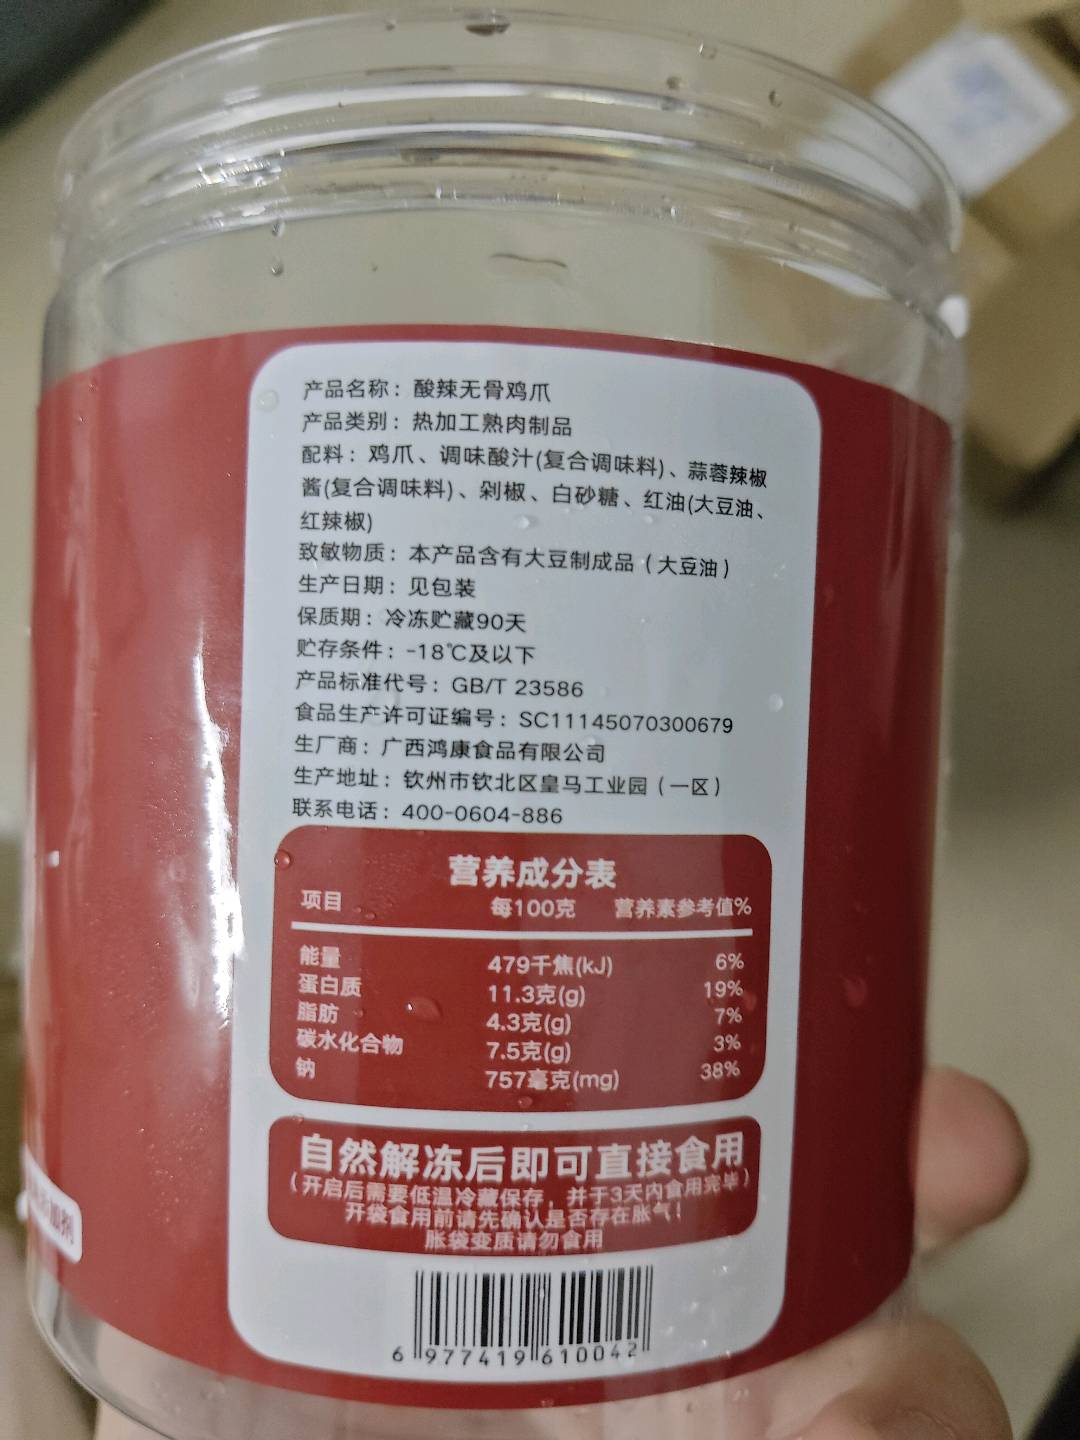 产品名称：酸辣无骨鸡爪
产品类别：热加工熟肉制品
配料：鸡爪、调味酸汁(复合调味料)、蒜蓉辣椒
酱(复合调味料)、剁椒、白砂糖、红油(大豆油、
红辣椒)
致敏物质：本产品含有大豆制成品（大豆油）
生产日期：见包装
保质期：冷冻贮藏90天
贮存条件：-18℃及以下
产品标准代号：GB/T 23586
食品生产许可证编号：SC11145070300679
生厂商：广西鸿康食品有限公司
生产地址：钦州市钦北区皇马工业园（一区）
联系电话：400-0604-886
营养成分表
项目 每100克 营养素参考值%
能量 479千焦(kJ) 6%
蛋白质 11.3克(g) 19%
脂肪 4.3克(g) 7%
碳水化合物 7.5克(g) 3%
钠 757毫克(mg) 38%
自然解冻后即可直接食用
（开启后需要低温冷藏保存，并于3天内食用完毕）
开袋食用前请先确认是否存在胀气！
胀袋变质请勿食用
6 977419 610042
添加剂